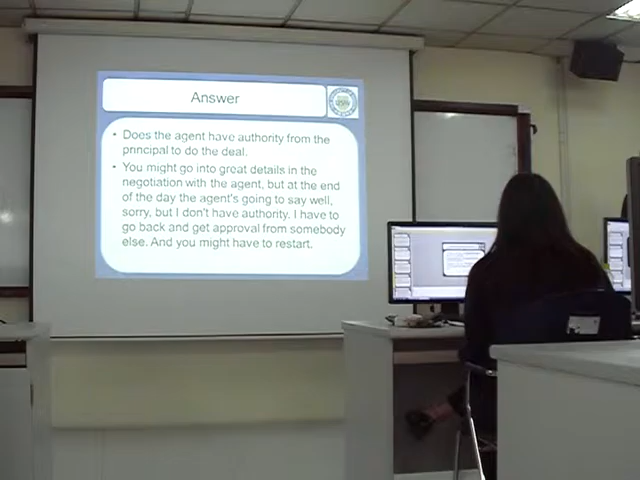 Answer
• Does the agent have authority from the
principal to do the deal.
• You might go into great details in the
negotiation with the agent, but at the end
of the day the agent's going to say well,
sorry, but I don't have authority. I have to
go back and get approval from somebody
else. And you might have to restart.